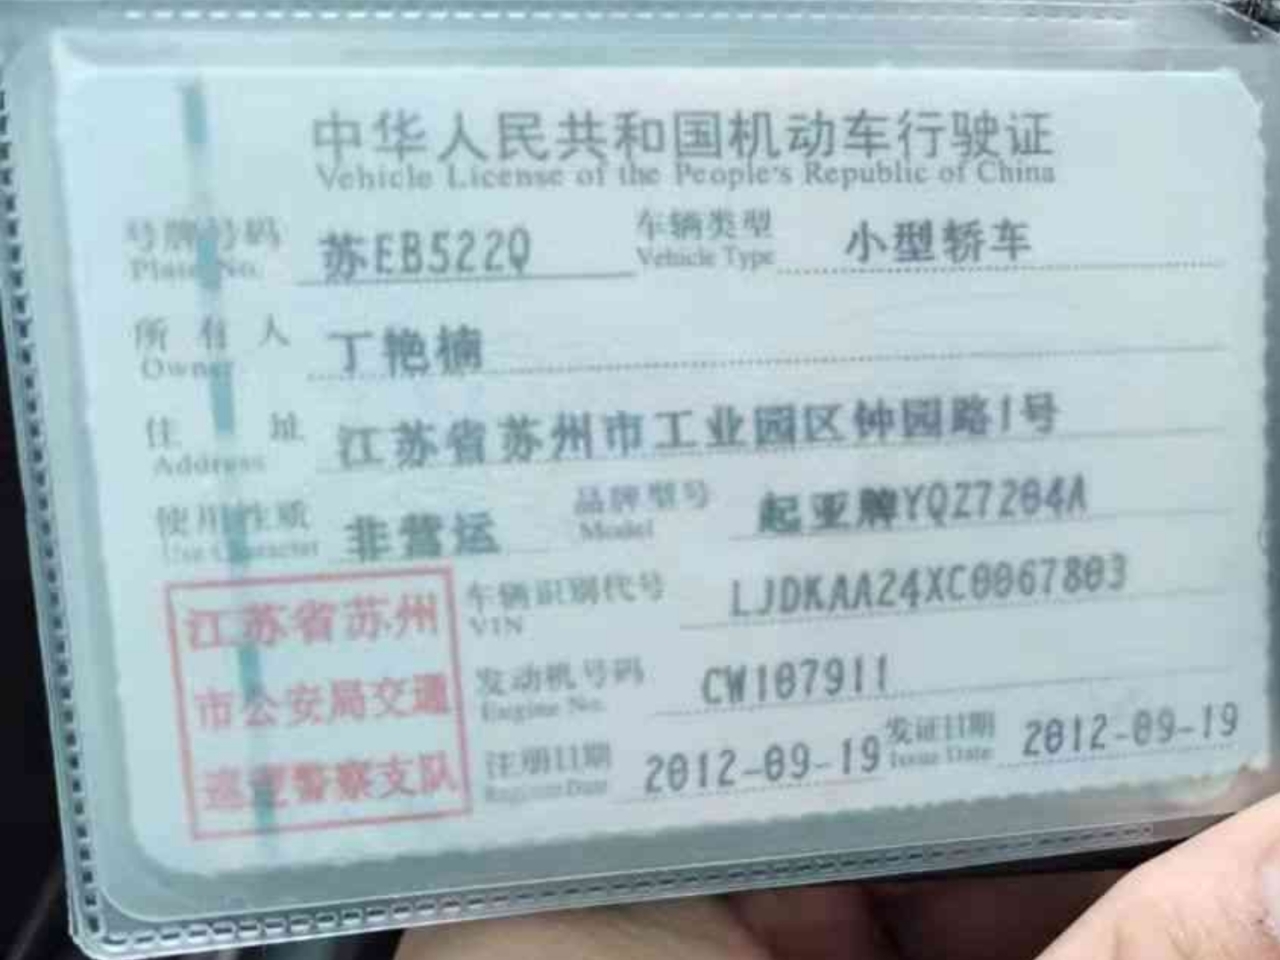 中华人民共和国机动车行驶证
Vehicle License of the People's Republic of China
号牌号码 苏EB522Q 车辆类型 小型轿车
Plate No. Vehicle Type
所有人 丁艳楠
Owner
住址 江苏省苏州市工业园区钟园路1号
Address
使用性质 非营运 品牌型号 起亚牌YQZ7204A
Use Character Model
江苏省苏州
市公安局交通
巡逻警察支队
车辆识别代号 LJDKAA24XC0067803
VIN
发动机号码 CW107911
Engine No.
注册日期 2012-09-19 发证日期 2012-09-19
Register Date Issue Date